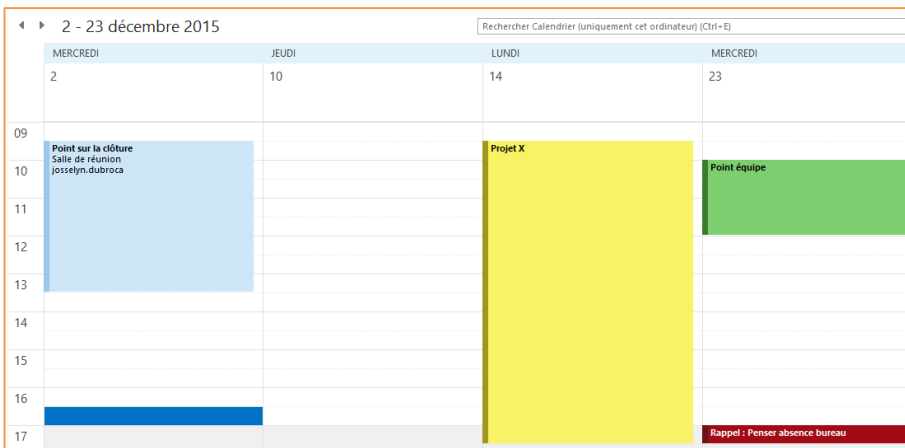 2 - 23 décembre 2015
Rechercher Calendrier (uniquement cet ordinateur) (Ctrl+E)
MERCREDI JEUDI LUNDI MERCREDI
2 10 14 23
09
Point sur la clôture
Salle de réunion
josselyn.dubroca
Projet X
10
Point équipe
11
12
13
14
15
16
17
Rappel : Penser absence bureau